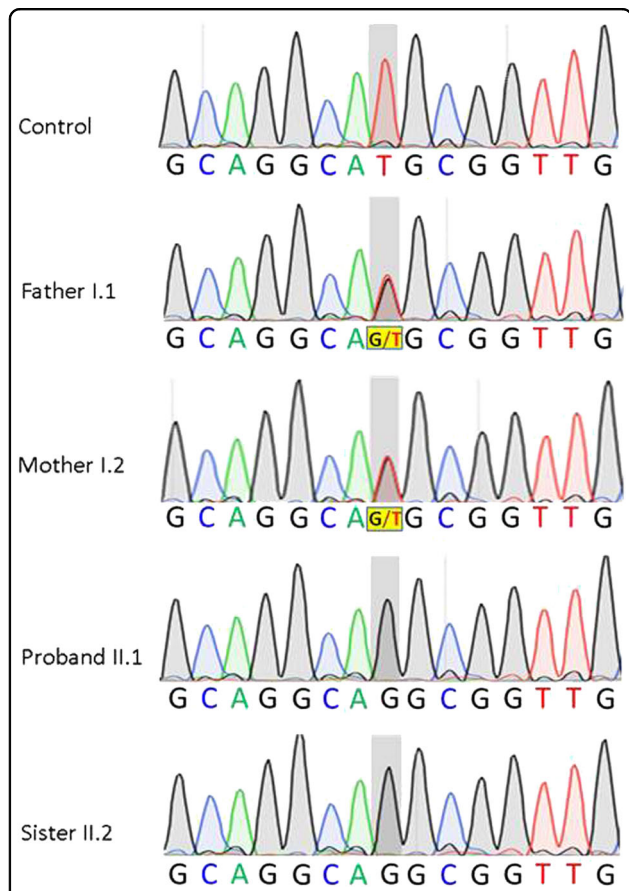 Control
G C A G G C A T G C G G T T G
Father I.1
G C A G G C A G/T G C G G T T G
Mother I.2
G C A G G C A G/T G C G G T T G
Proband II.1
G C A G G C A G G C G G T T G
Sister II.2
G C A G G C A G G C G G T T G